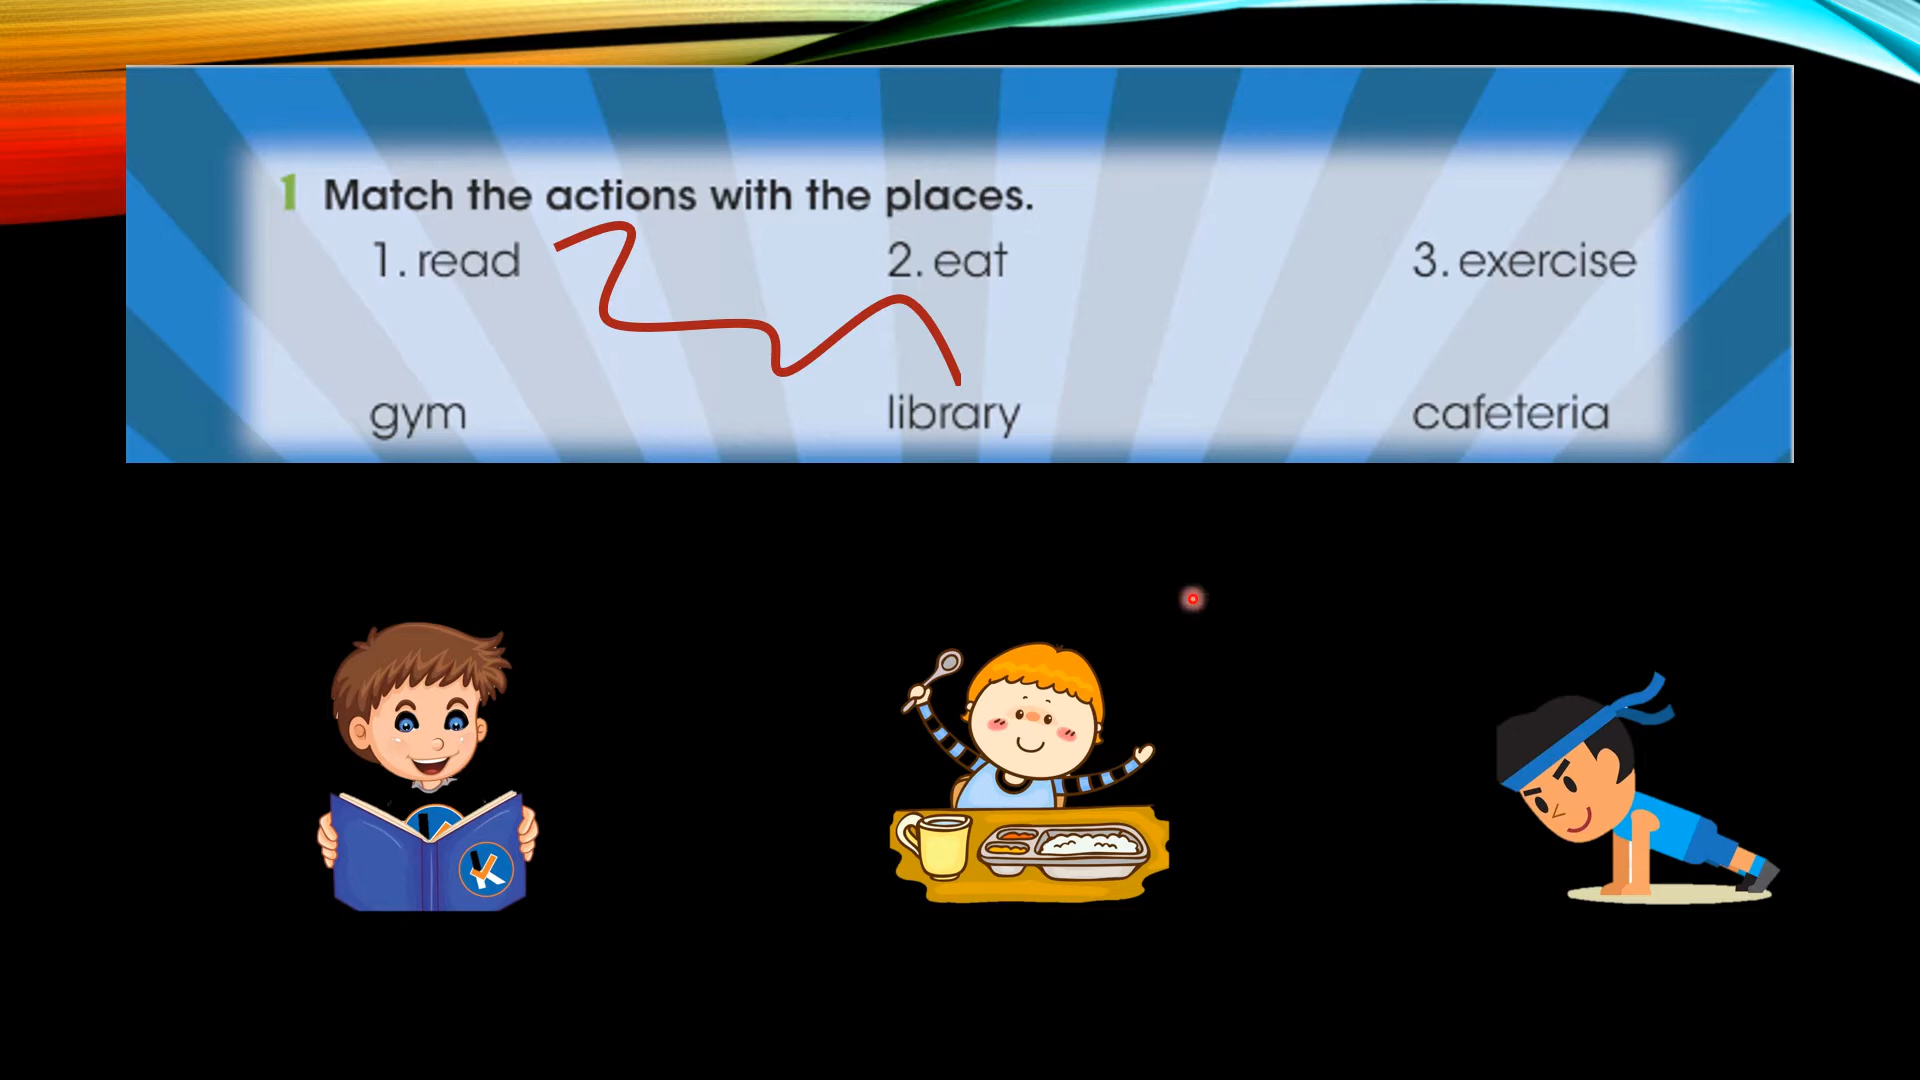 1 Match the actions with the places.
1. read 2. eat 3. exercise
gym library cafeteria